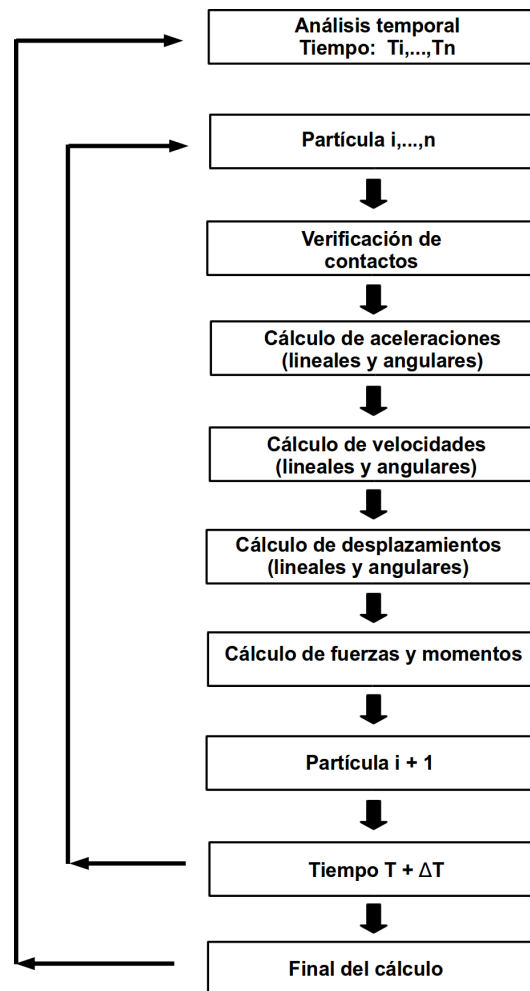 Análisis temporal
Tiempo: Ti,...,Tn
Partícula i,...,n
Verificación de
contactos
Cálculo de aceleraciones
(lineales y angulares)
Cálculo de velocidades
(lineales y angulares)
Cálculo de desplazamientos
(lineales y angulares)
Cálculo de fuerzas y momentos
Partícula i + 1
Tiempo T + ΔT
Final del cálculo